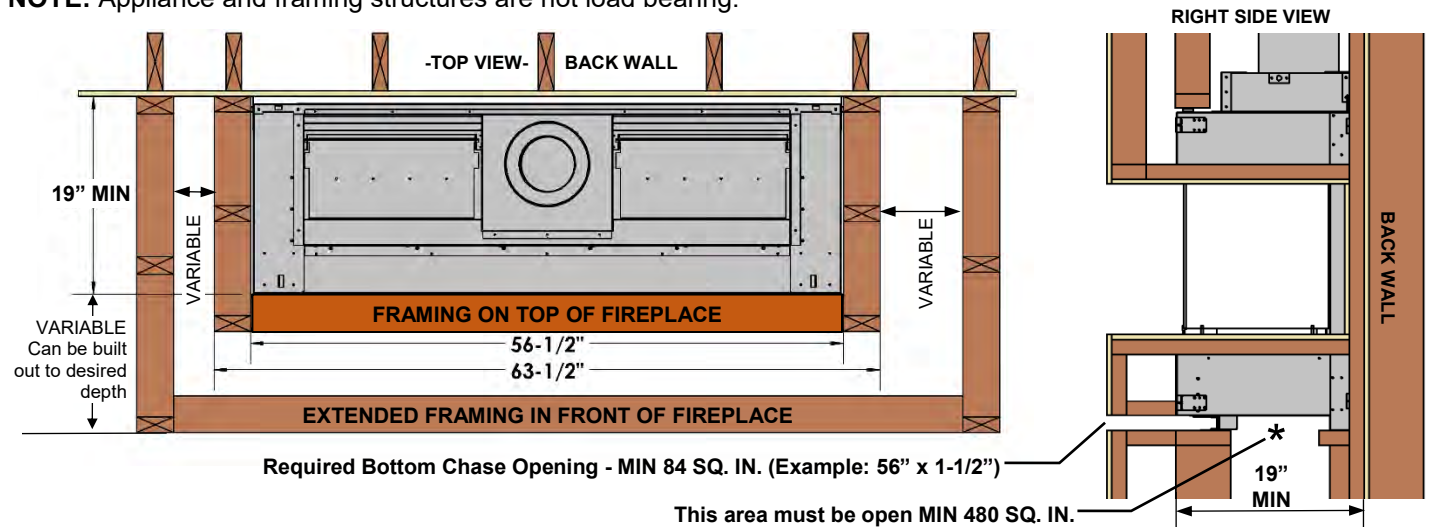 NOTE: Appliance and framing structures are not load bearing.
RIGHT SIDE VIEW
-TOP VIEW- BACK WALL
19” MIN
VARIABLE
VARIABLE
BACK WALL
FRAMING ON TOP OF FIREPLACE
VARIABLE
Can be built
out to desired
depth
56-1/2"
63-1/2"
EXTENDED FRAMING IN FRONT OF FIREPLACE
*
Required Bottom Chase Opening - MIN 84 SQ. IN. (Example: 56” x 1-1/2”)
19”
MIN
This area must be open MIN 480 SQ. IN.